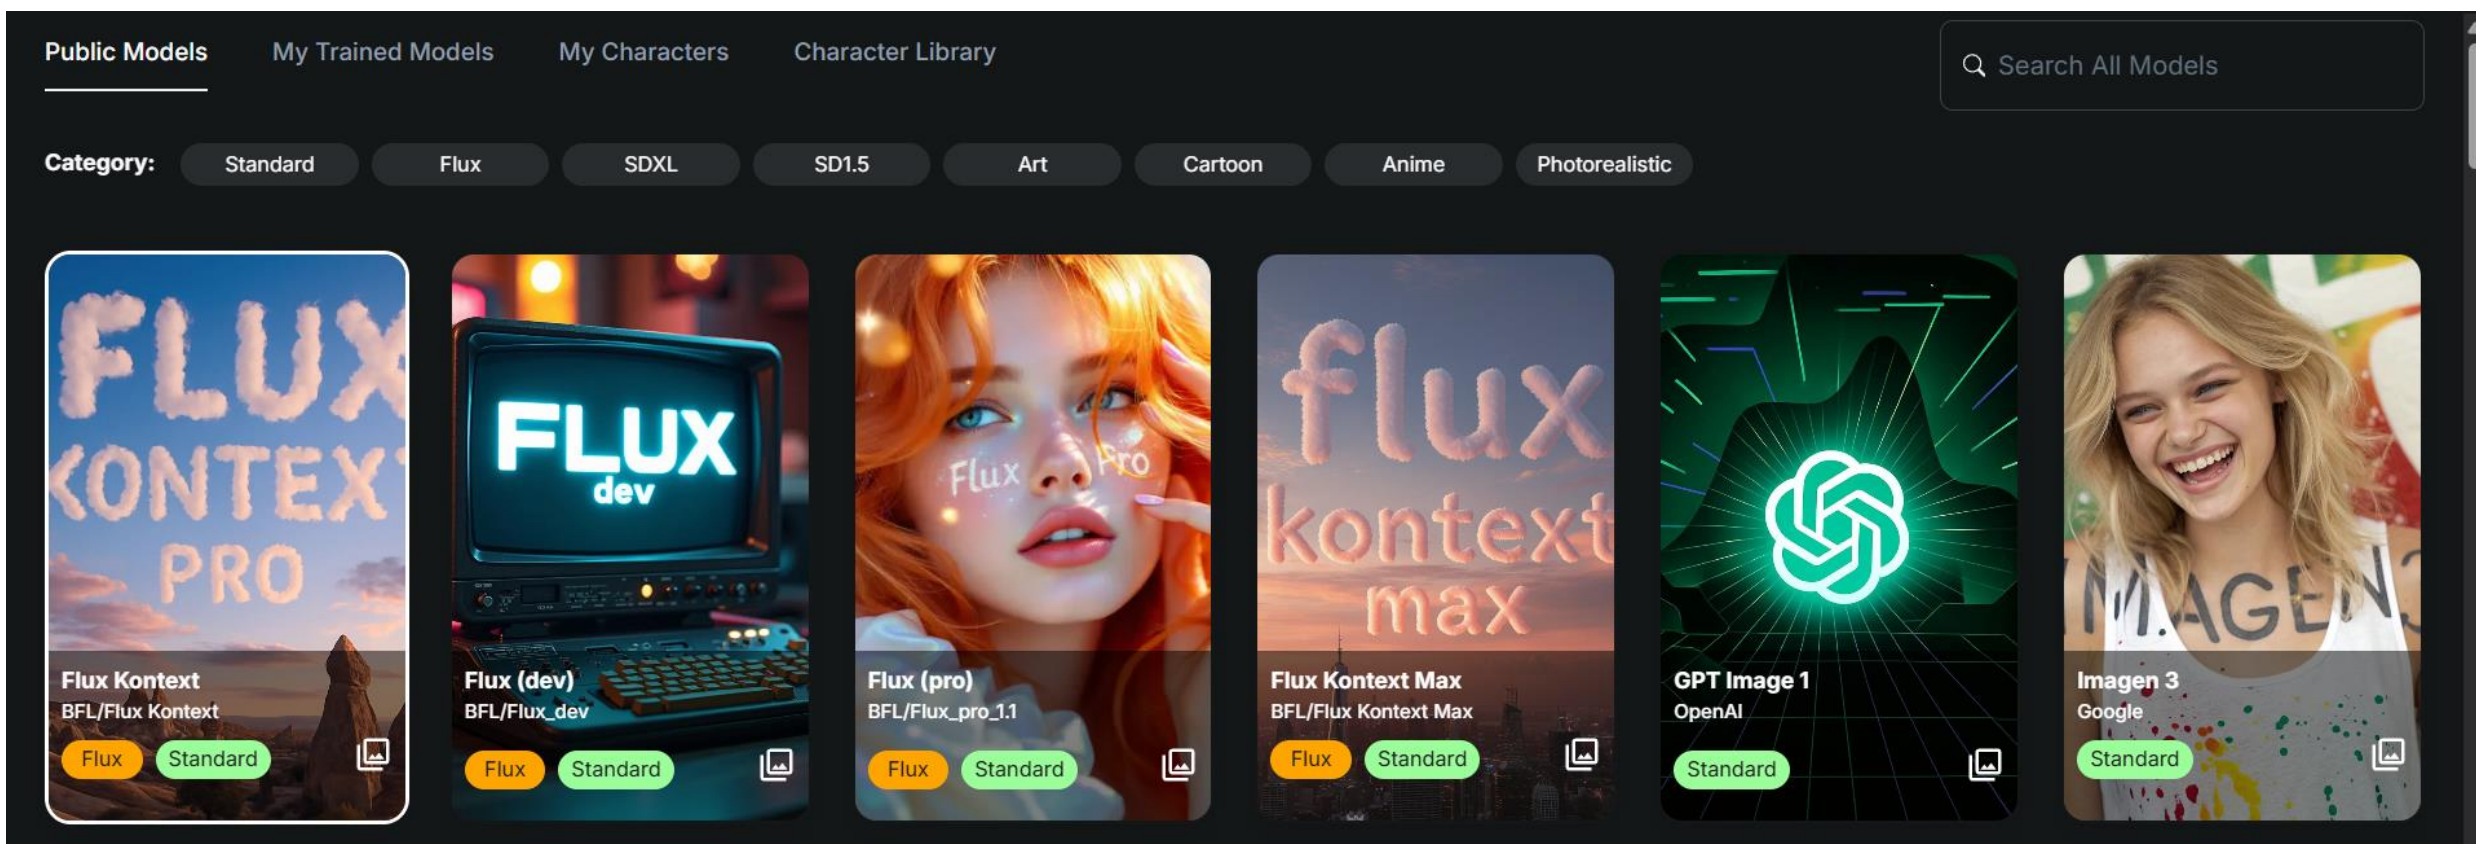 Public Models
My Trained Models
My Characters
Character Library
Search All Models
Category:
Standard
Flux
SDXL
SD1.5
Art
Cartoon
Anime
Photorealistic
FLUX
KONTEXT
PRO
Flux Kontext
BFL/Flux Kontext
Flux
Standard
FLUX
dev
Flux (dev)
BFL/Flux_dev
Flux
Standard
Flux Pro
Flux (pro)
BFL/Flux_pro_1.1
Flux
Standard
flux
kontext
max
Flux Kontext Max
BFL/Flux Kontext Max
Flux
Standard
GPT Image 1
OpenAI
Standard
IMAGEN 3
Imagen 3
Google
Standard